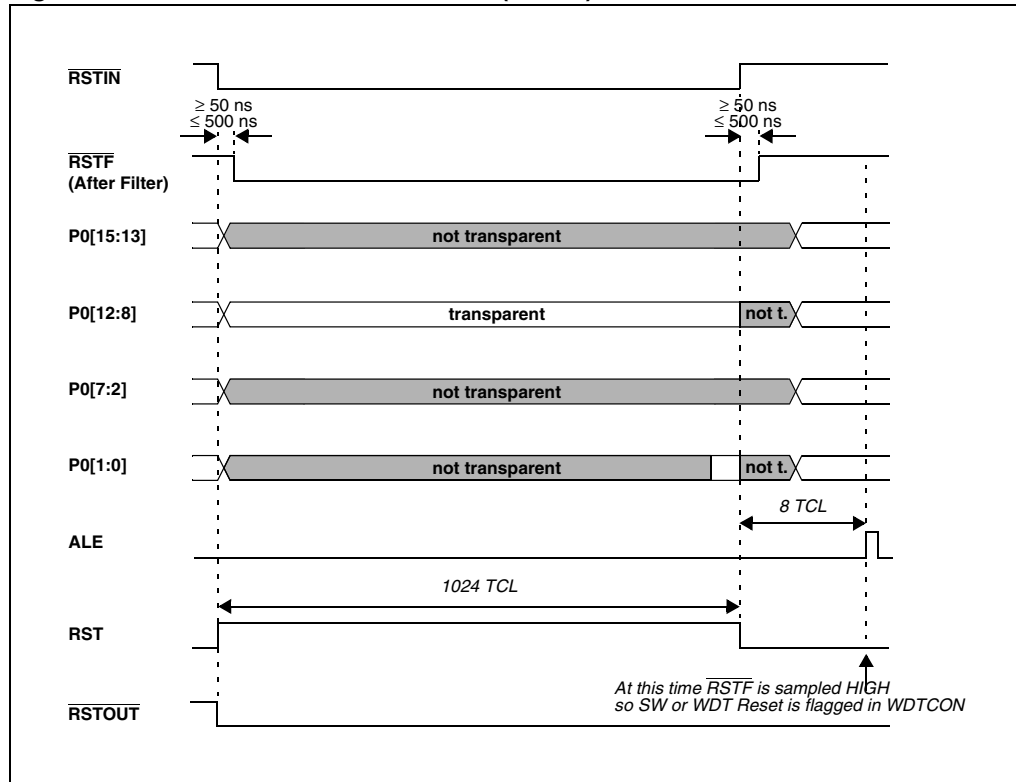 RSTIN
≥ 50 ns
≤ 500 ns
≥ 50 ns
≤ 500 ns
RSTF
(After Filter)
P0[15:13]
not transparent
P0[12:8]
transparent
not t.
P0[7:2]
not transparent
P0[1:0]
not transparent
not t.
8 TCL
ALE
1024 TCL
RST
At this time RSTF is sampled HIGH
so SW or WDT Reset is flagged in WDTCON
RSTOUT